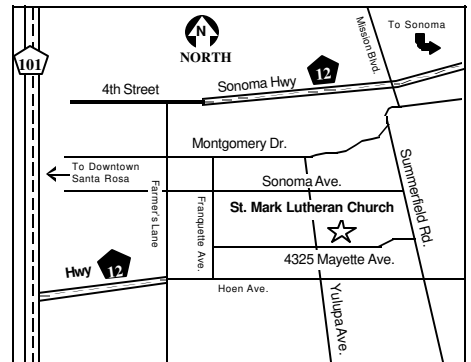 To Sonoma
Mission Blvd.
N
NORTH
101
12
Sonoma Hwy
4th Street
Montgomery Dr.
To Downtown
Santa Rosa
Sonoma Ave.
Summerfield Rd.
Farmer's Lane
Franquette Ave.
St. Mark Lutheran Church
4325 Mayette Ave.
Hwy 12
Hoen Ave.
Yulupa Ave.